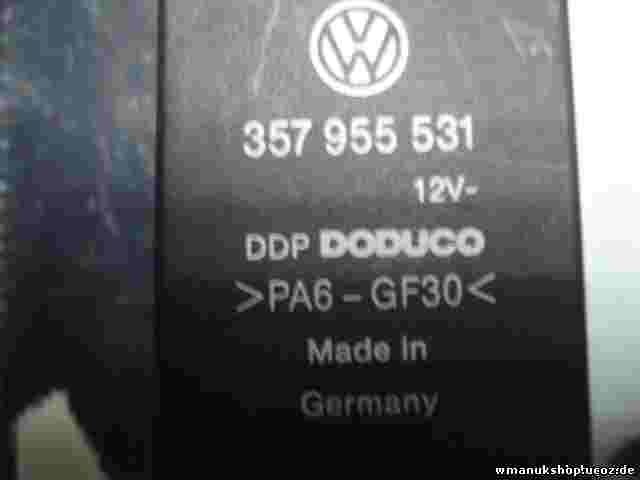 357 955 531
12V-
DDP DODUCO
>PA6-GF30<
Made in
Germany
wmanukshop.ucoz.de